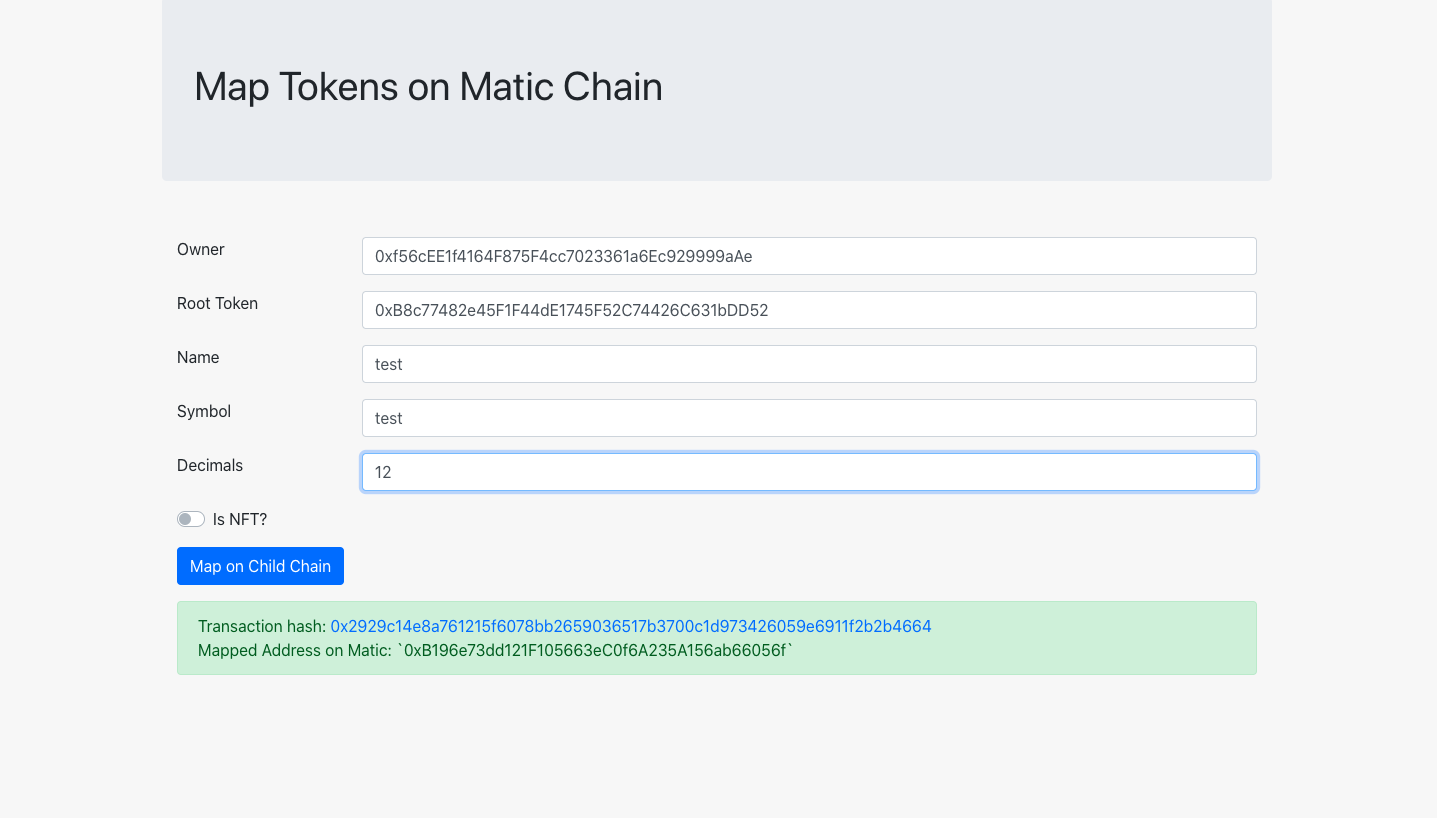 Map Tokens on Matic Chain
Owner
0xf56cEE1f4164F875F4cc7023361a6Ec929999aAe
Root Token
0xB8c77482e45F1F44dE1745F52C74426C631bDD52
Name
test
Symbol
test
Decimals
12
Is NFT?
Map on Child Chain
Transaction hash: 0x2929c14e8a761215f6078bb2659036517b3700c1d973426059e6911f2b2b4664
Mapped Address on Matic: `0xB196e73dd121F105663eC0f6A235A156ab66056f`